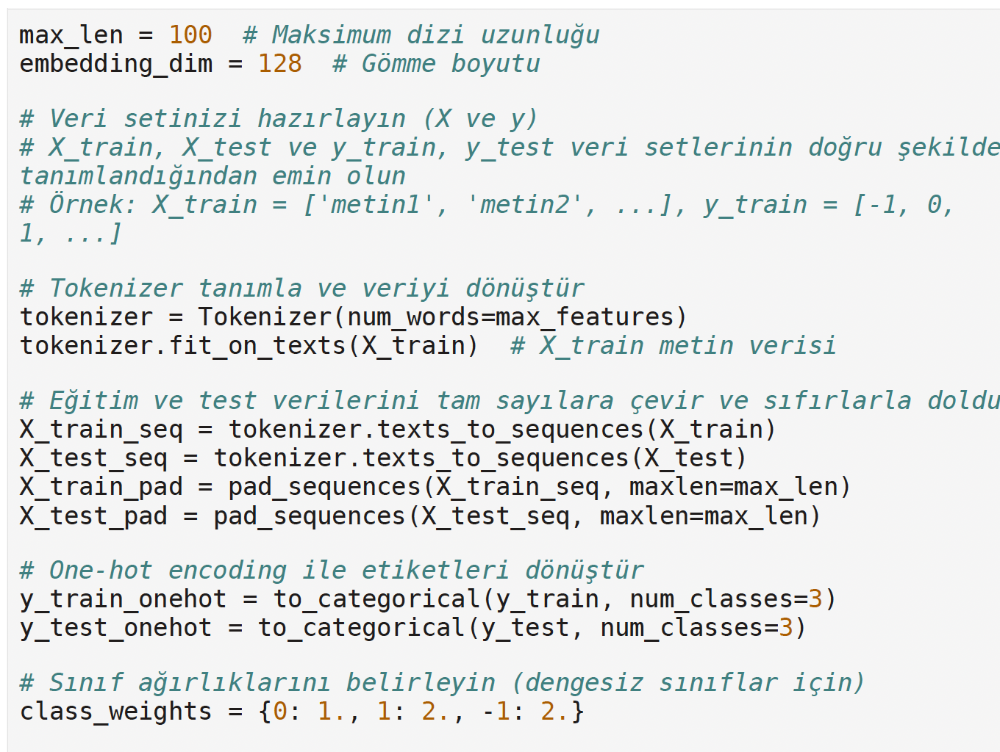 max_len = 100  # Maksimum dizi uzunluğu
embedding_dim = 128  # Gömme boyutu
# Veri setinizi hazırlayın (X ve y)
# X_train, X_test ve y_train, y_test veri setlerinin doğru şekilde
tanımlandığından emin olun
# Örnek: X_train = ['metin1', 'metin2', ...], y_train = [-1, 0,
1, ...]
# Tokenizer tanımla ve veriyi dönüştür
tokenizer = Tokenizer(num_words=max_features)
tokenizer.fit_on_texts(X_train)  # X_train metin verisi
# Eğitim ve test verilerini tam sayılara çevir ve sıfırlarla doldu
X_train_seq = tokenizer.texts_to_sequences(X_train)
X_test_seq = tokenizer.texts_to_sequences(X_test)
X_train_pad = pad_sequences(X_train_seq, maxlen=max_len)
X_test_pad = pad_sequences(X_test_seq, maxlen=max_len)
# One-hot encoding ile etiketleri dönüştür
y_train_onehot = to_categorical(y_train, num_classes=3)
y_test_onehot = to_categorical(y_test, num_classes=3)
# Sınıf ağırlıklarını belirleyin (dengesiz sınıflar için)
class_weights = {0: 1., 1: 2., -1: 2.}